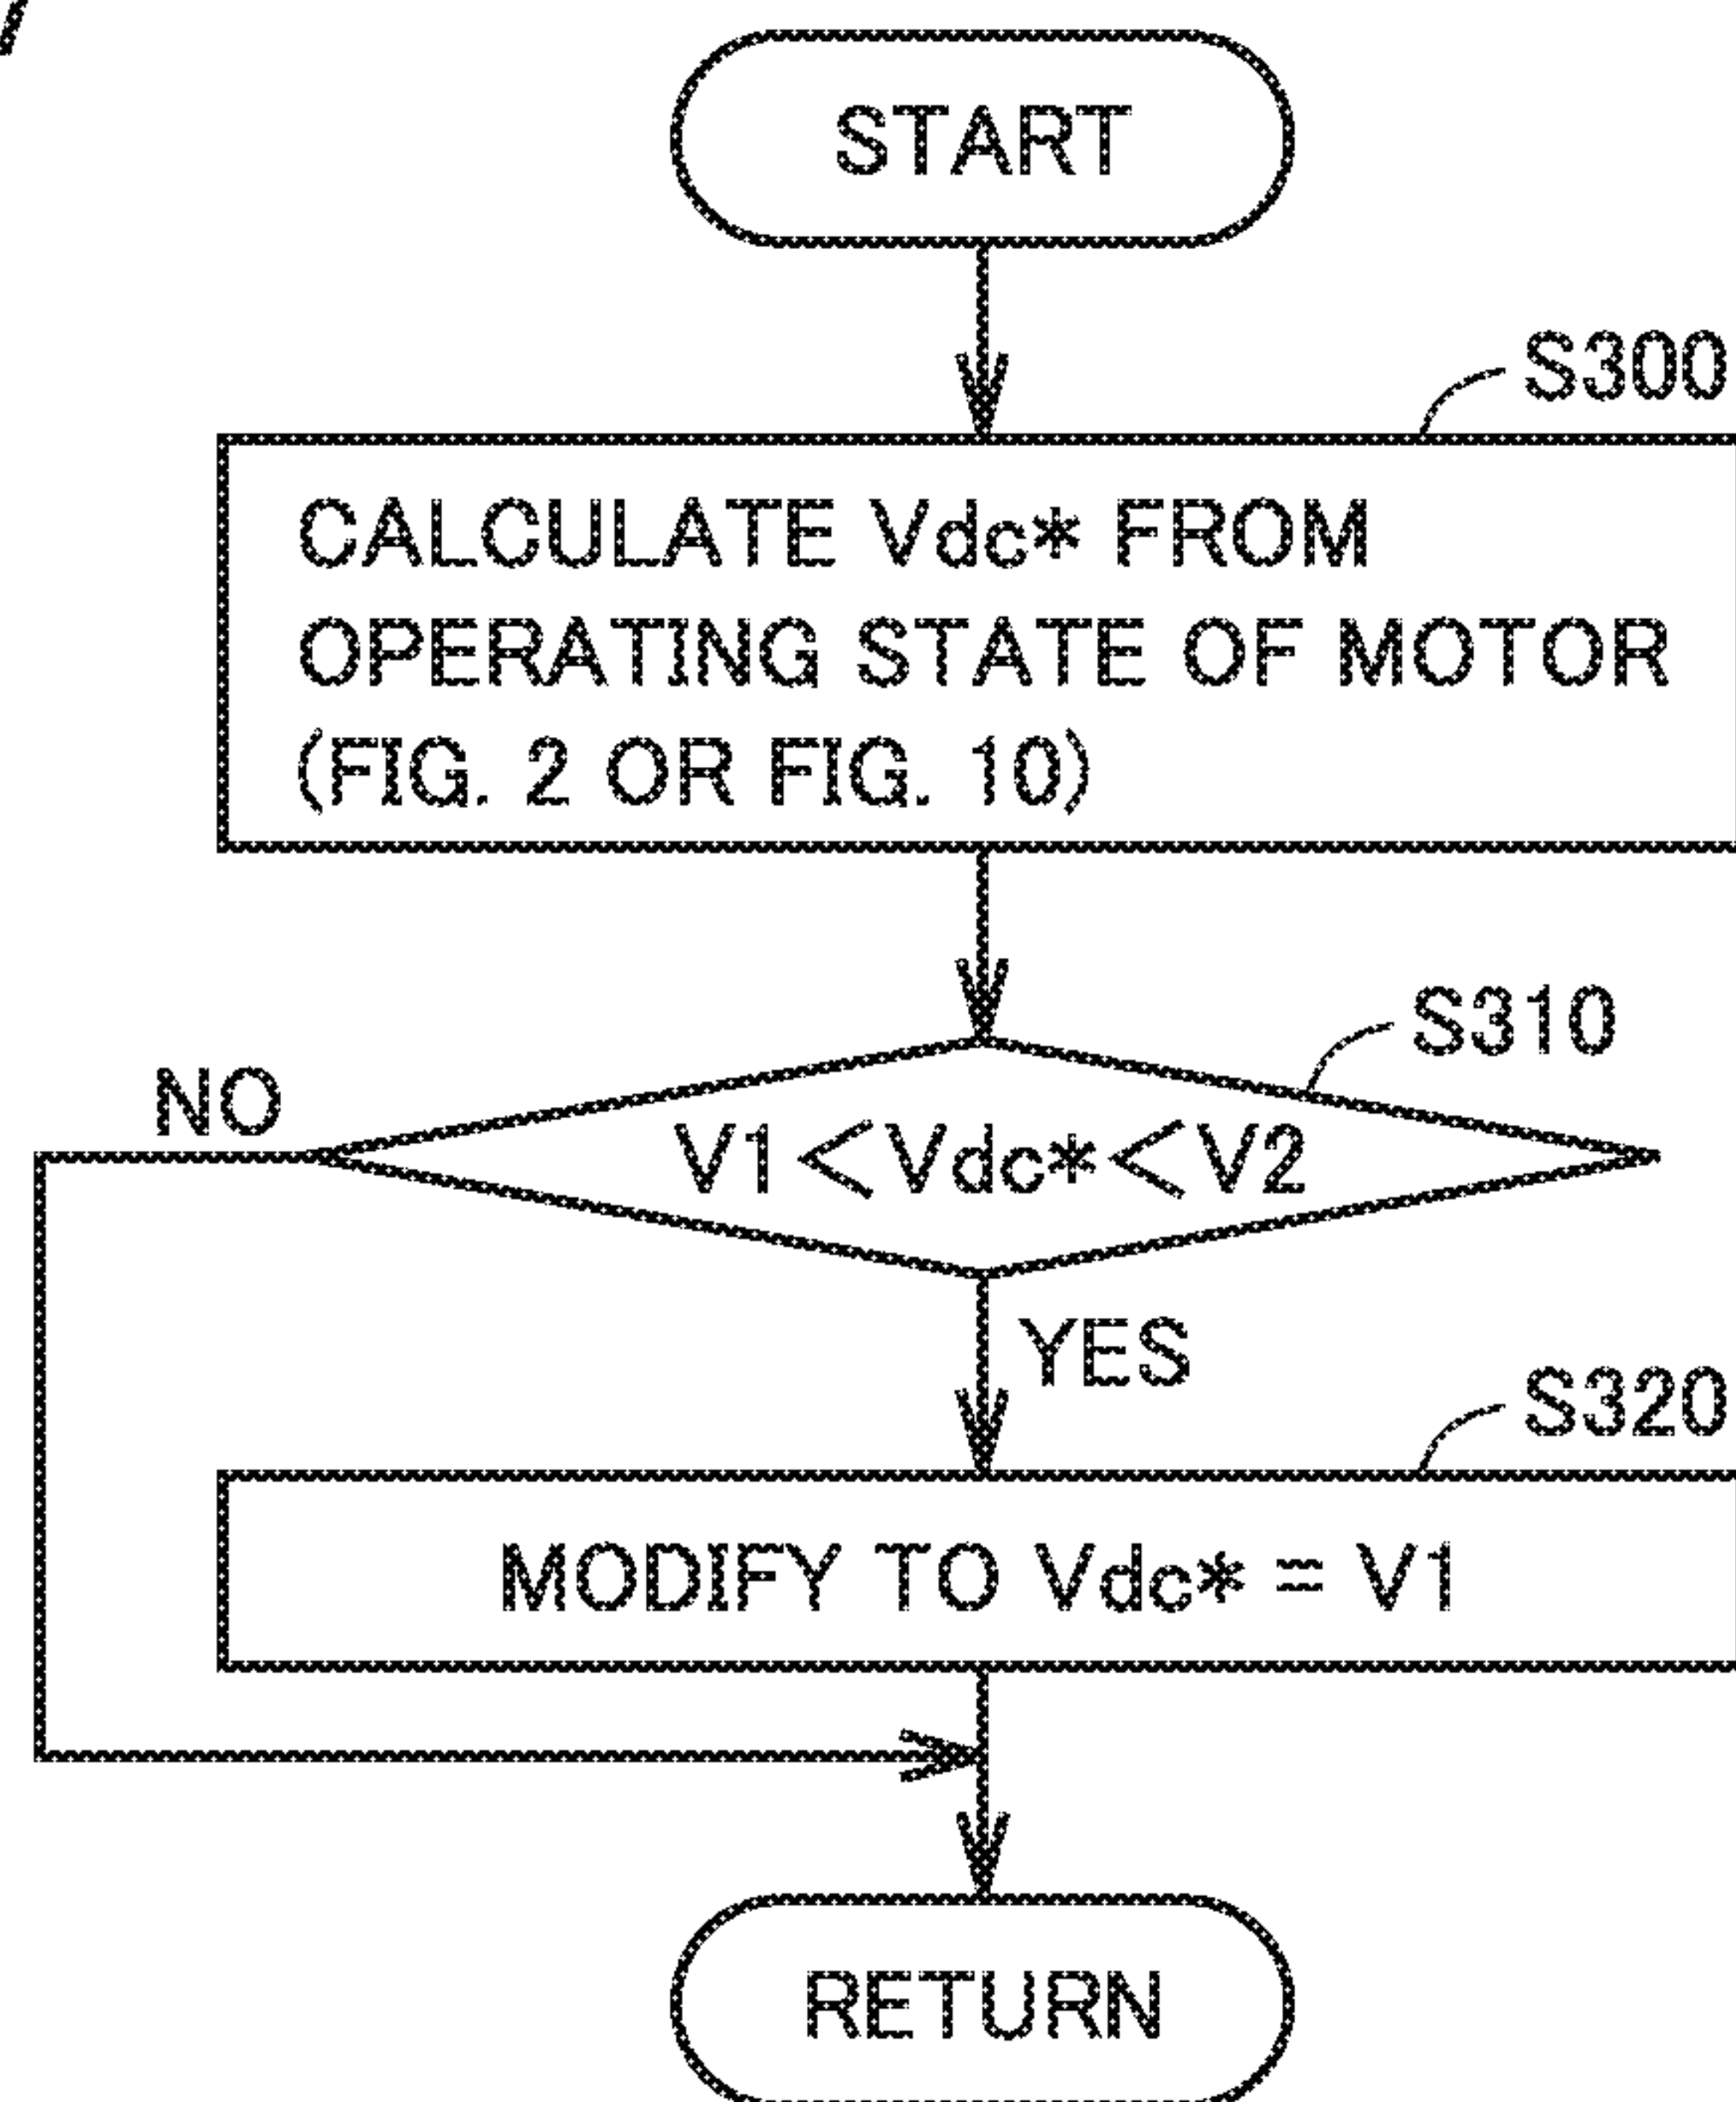 START
S300
CALCULATE Vdc* FROM
OPERATING STATE OF MOTOR
(FIG. 2 OR FIG. 10)
S310
NO
V1<Vdc*<V2
YES
S320
MODIFY TO Vdc* = V1
RETURN